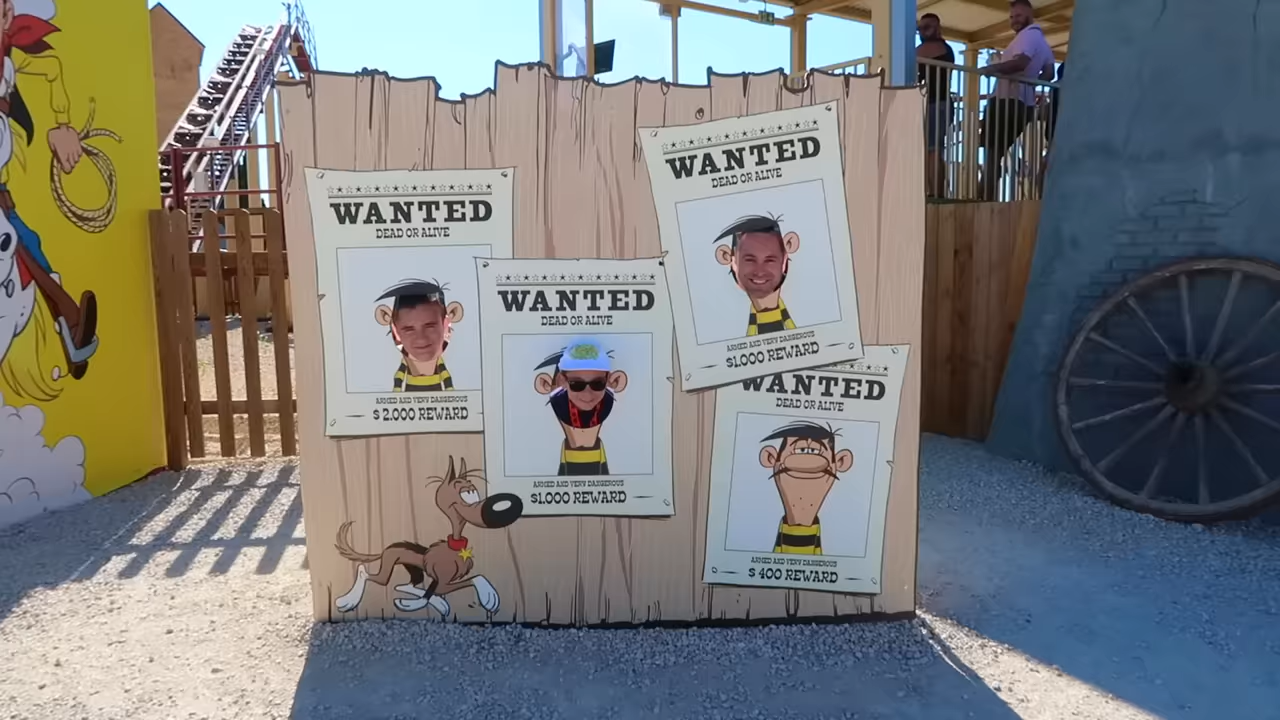 WANTED
DEAD OR ALIVE
ARMED AND VERY DANGEROUS
$ 2.000 REWARD
WANTED
DEAD OR ALIVE
ARMED AND VERY DANGEROUS
$1.000 REWARD
WANTED
DEAD OR ALIVE
ARMED AND VERY DANGEROUS
$1.000 REWARD
WANTED
DEAD OR ALIVE
ARMED AND VERY DANGEROUS
$ 400 REWARD